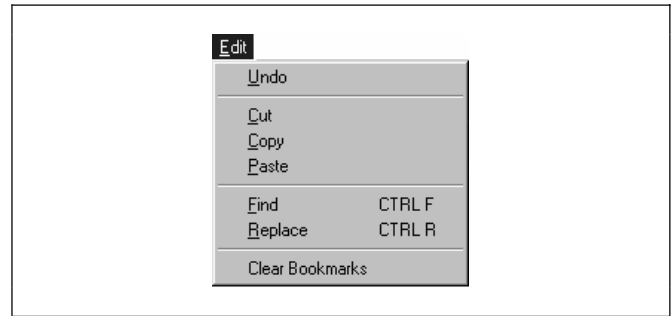 Edit
Undo
Cut
Copy
Paste
Find CTRL F
Replace CTRL R
Clear Bookmarks